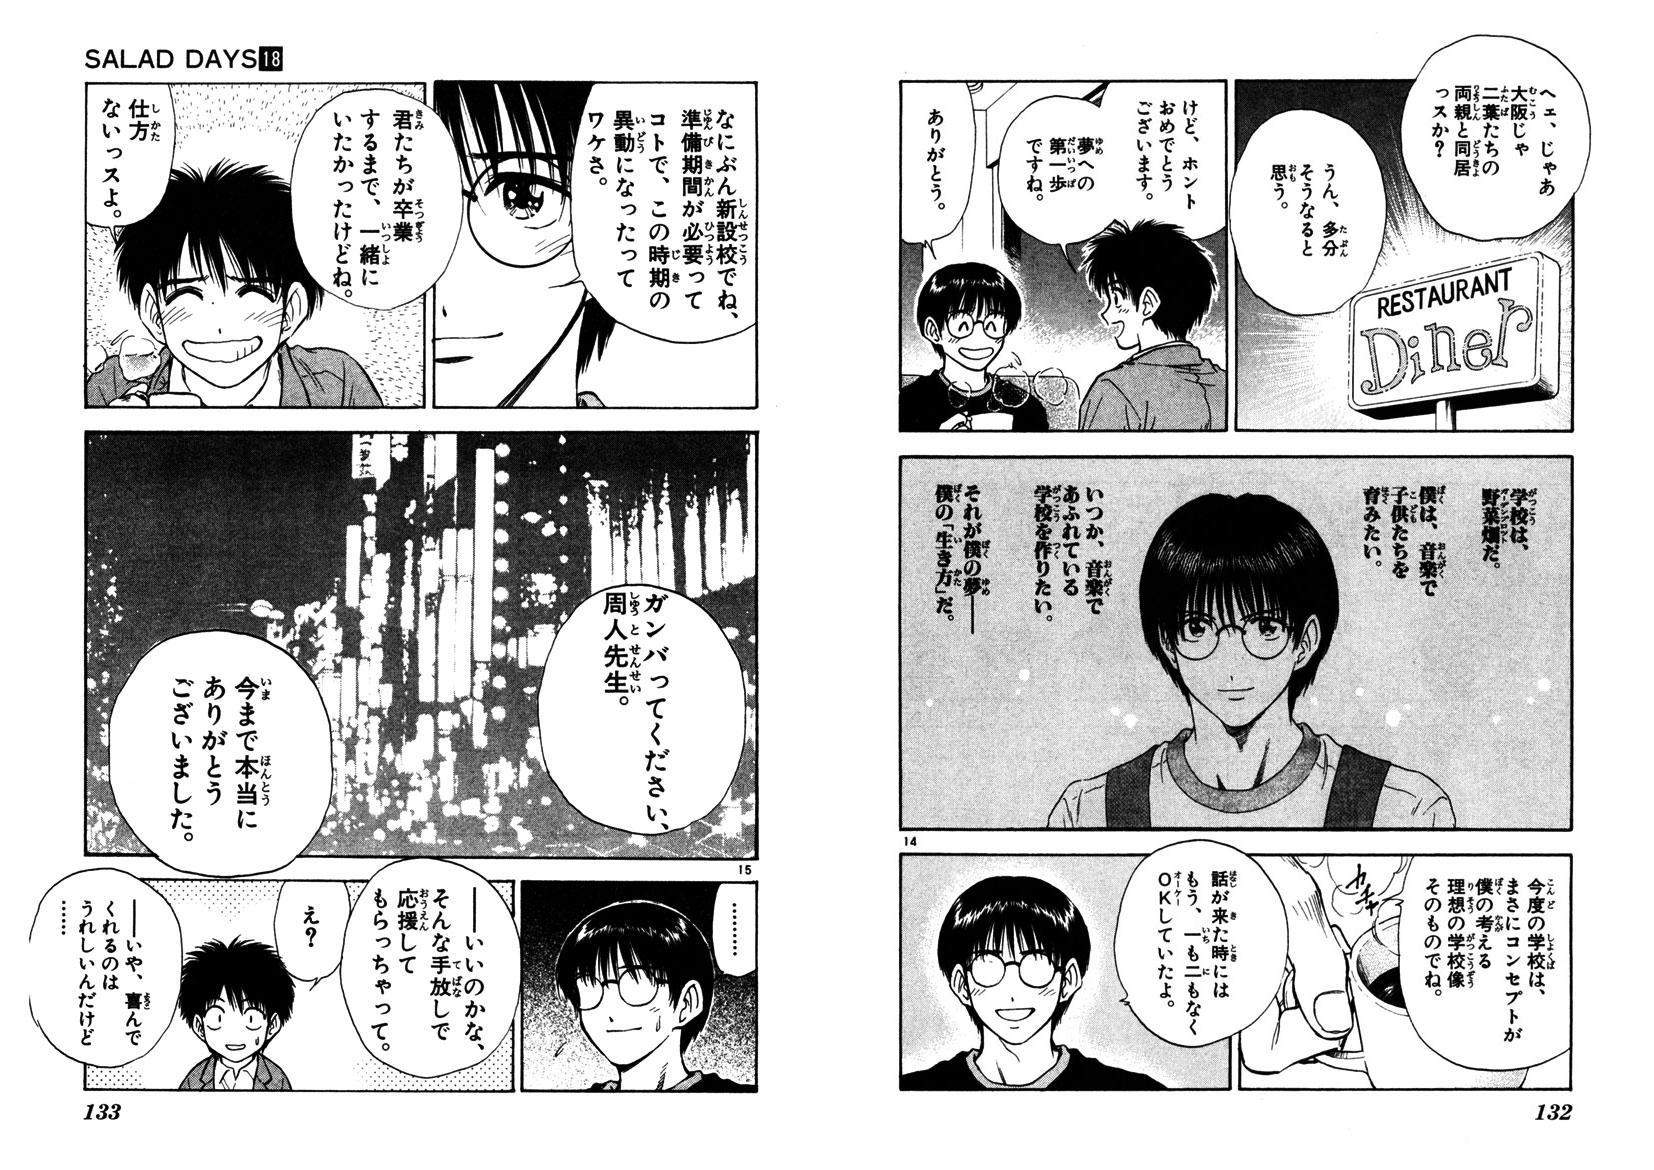 ヘェ、じゃあ
大阪じゃ
二葉たちの
両親と同居
っスか?
うん、多分
そうなると
思う。
RESTAURANT
Diner
けど、ホント
おめでとう
ございます。
夢への
第一歩
ですね。
ありがとう。
学校は、
野菜畑だ。
僕は、音楽で
子供たちを
育みたい。
いつか、音楽で
あふれている
学校を作りたい。
それが僕の夢――
僕の「生き方」だ。
14
今度の学校は、
まさにコンセプトが
僕の考える
理想の学校像
そのものでね。
カチャ
話が来た時には
もう、一も二もなく
OKしていたよ。
132
SALAD DAYS 18
なにぶん新設校でね、
準備期間が必要って
コトで、この時期の
異動になったって
ワケさ。
君たちが卒業
するまで、一緒に
いたかったけどね。
仕方
ないっスよ。
ガンバってください、
周人先生。
今まで本当に
ありがとう
ございました。
15
………
――いいのかな、
そんな手放しで
応援して
もらっちゃって。
え?
――いや、喜んで
くれるのは
うれしいんだけど
……
133